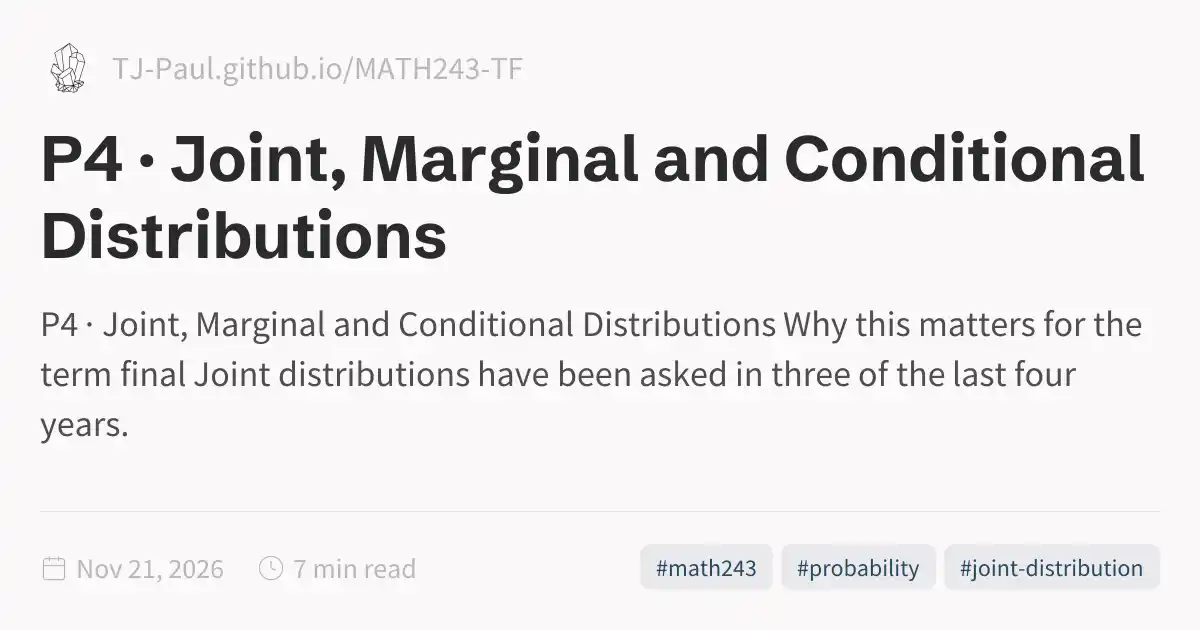 TJ-Paul.github.io/MATH243-TF
P4 · Joint, Marginal and Conditional
Distributions
P4 · Joint, Marginal and Conditional Distributions Why this matters for the
term final Joint distributions have been asked in three of the last four
years.
Nov 21, 2026 7 min read #math243 #probability #joint-distribution